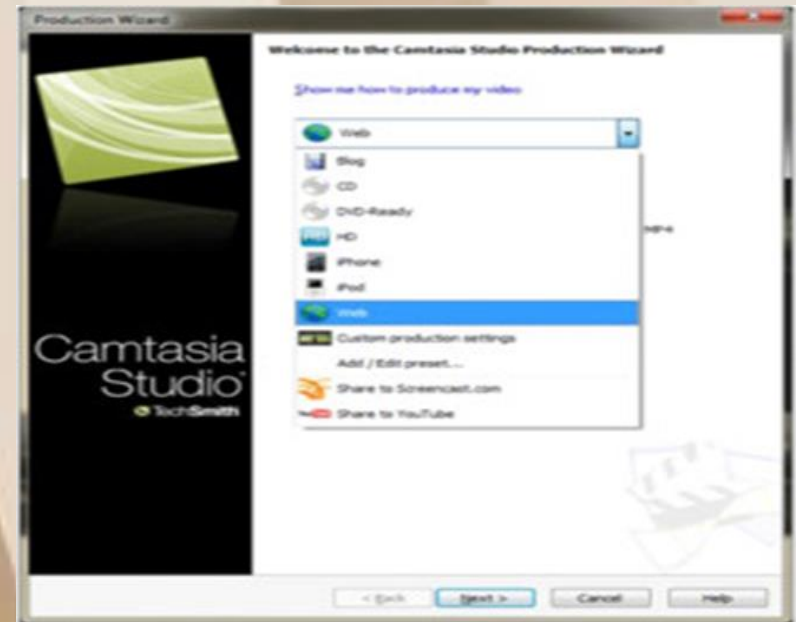 Production Wizard
Welcome to the Camtasia Studio Production Wizard
Show me how to produce my video
Web
Blog
CD
DVD-Ready
HD
MP4
iPhone
iPod
Web
Custom production settings
Add / Edit preset...
Share to Screencast.com
Share to YouTube
Camtasia
Studio
TechSmith
< Back
Next >
Cancel
Help